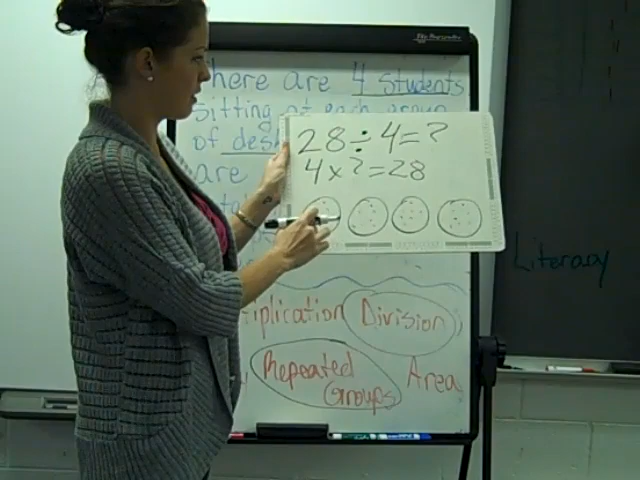 here are 4 students
sitting at each group
of desk
are
28 ÷ 4 = ?
4 x ? = 28
iplication Division
Repeated
Groups
Area
Literacy